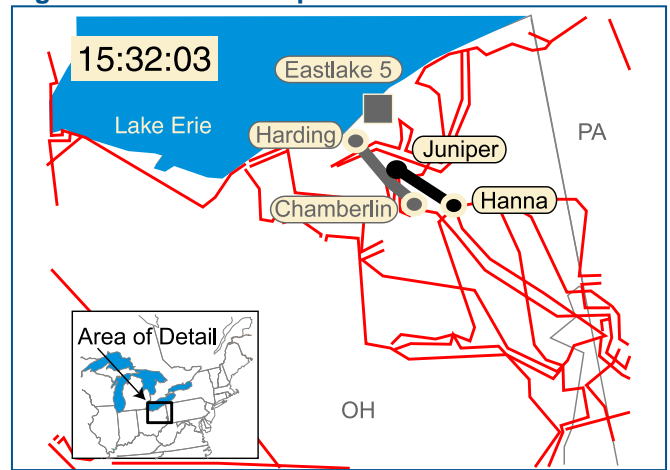 15:32:03
Eastlake 5
Lake Erie
Harding
Juniper
PA
Chamberlin
Hanna
Area of Detail
OH